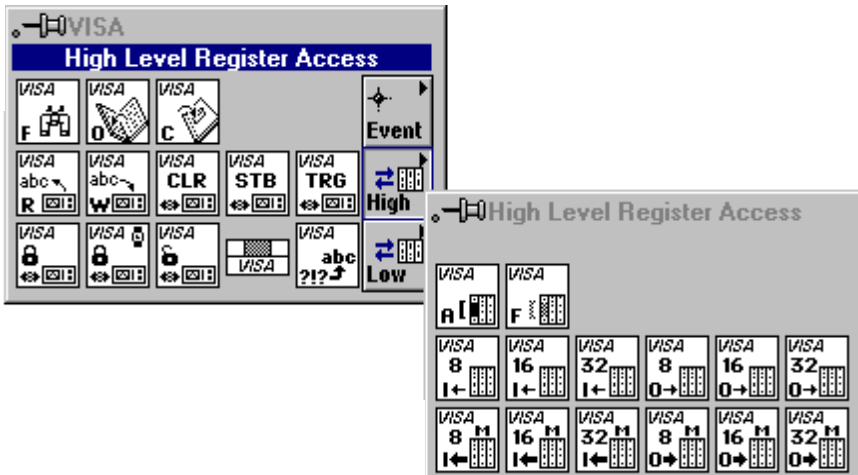 VISA
High Level Register Access
VISA VISA VISA
F O C
Event
VISA VISA VISA VISA VISA
abc abc CLR STB TRG
R W
High
VISA VISA VISA
VISA abc
?!?
Low
High Level Register Access
VISA VISA
A F
VISA VISA VISA VISA VISA VISA
8 16 32 8 16 32
I I I O O O
VISA VISA VISA VISA VISA VISA
8 M 16 M 32 M 8 M 16 M 32 M
I I I O O O